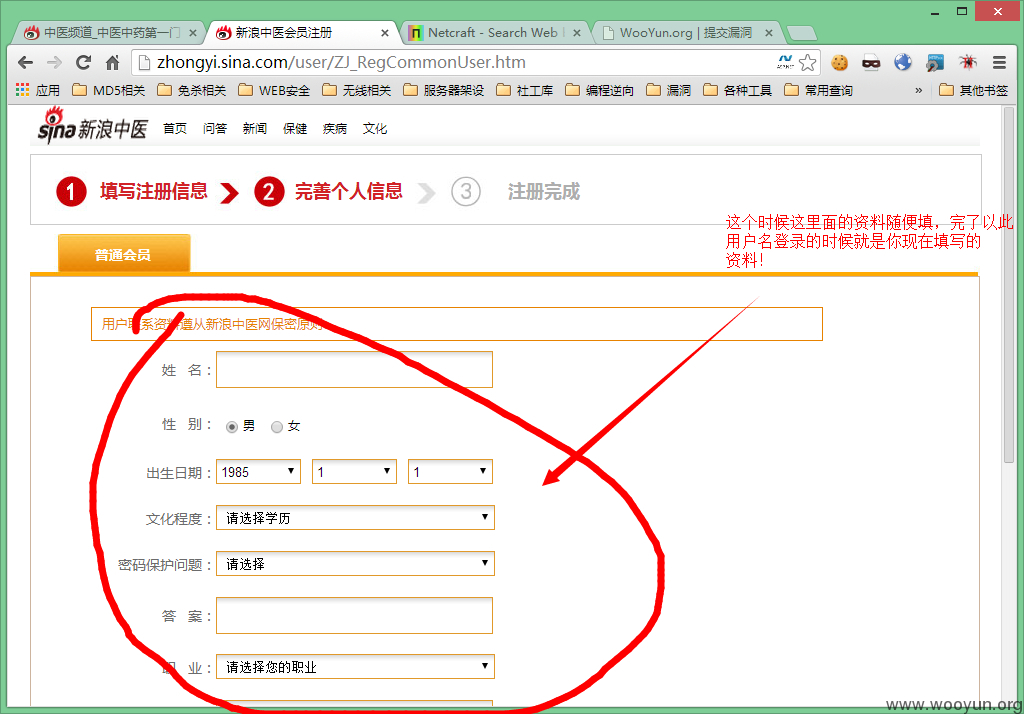 中医频道_中医中药第一门
新浪中医会员注册
Netcraft - Search Web
WooYun.org | 提交漏洞
zhongyi.sina.com/user/ZJ_RegCommonUser.htm
应用 MD5相关 免杀相关 WEB安全 无线相关 服务器架设 社工库 编程逆向 漏洞 各种工具 常用查询 » 其他书签
sina新浪中医 首页 问答 新闻 保健 疾病 文化
1 填写注册信息 2 完善个人信息 3 注册完成
这个时候这里面的资料随便填，完了以此
用户名登录的时候就是你现在填写的
资料！
普通会员
用户联系资料遵从新浪中医网保密原则
姓 名：
性 别： 男 女
出生日期： 1985 1 1
文化程度： 请选择学历
密码保护问题： 请选择
答 案：
职 业： 请选择您的职业
www.wooyun.org